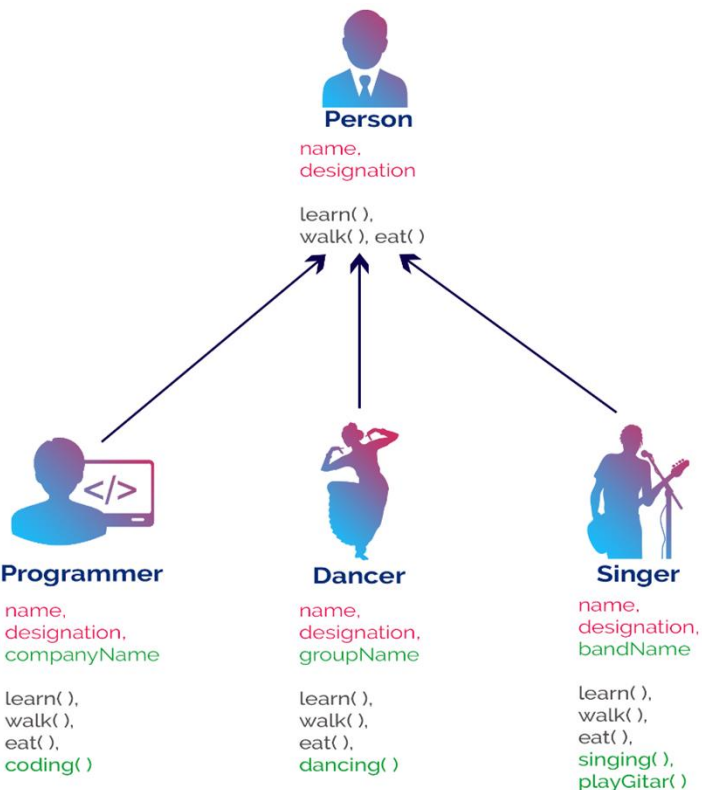 Person
name,
designation
learn( ),
walk( ), eat( )
</>
Programmer
name,
designation,
companyName
learn( ),
walk( ),
eat( ),
coding( )
Dancer
name,
designation,
groupName
learn( ),
walk( ),
eat( ),
dancing( )
Singer
name,
designation,
bandName
learn( ),
walk( ),
eat( ),
singing( ),
playGitar( )